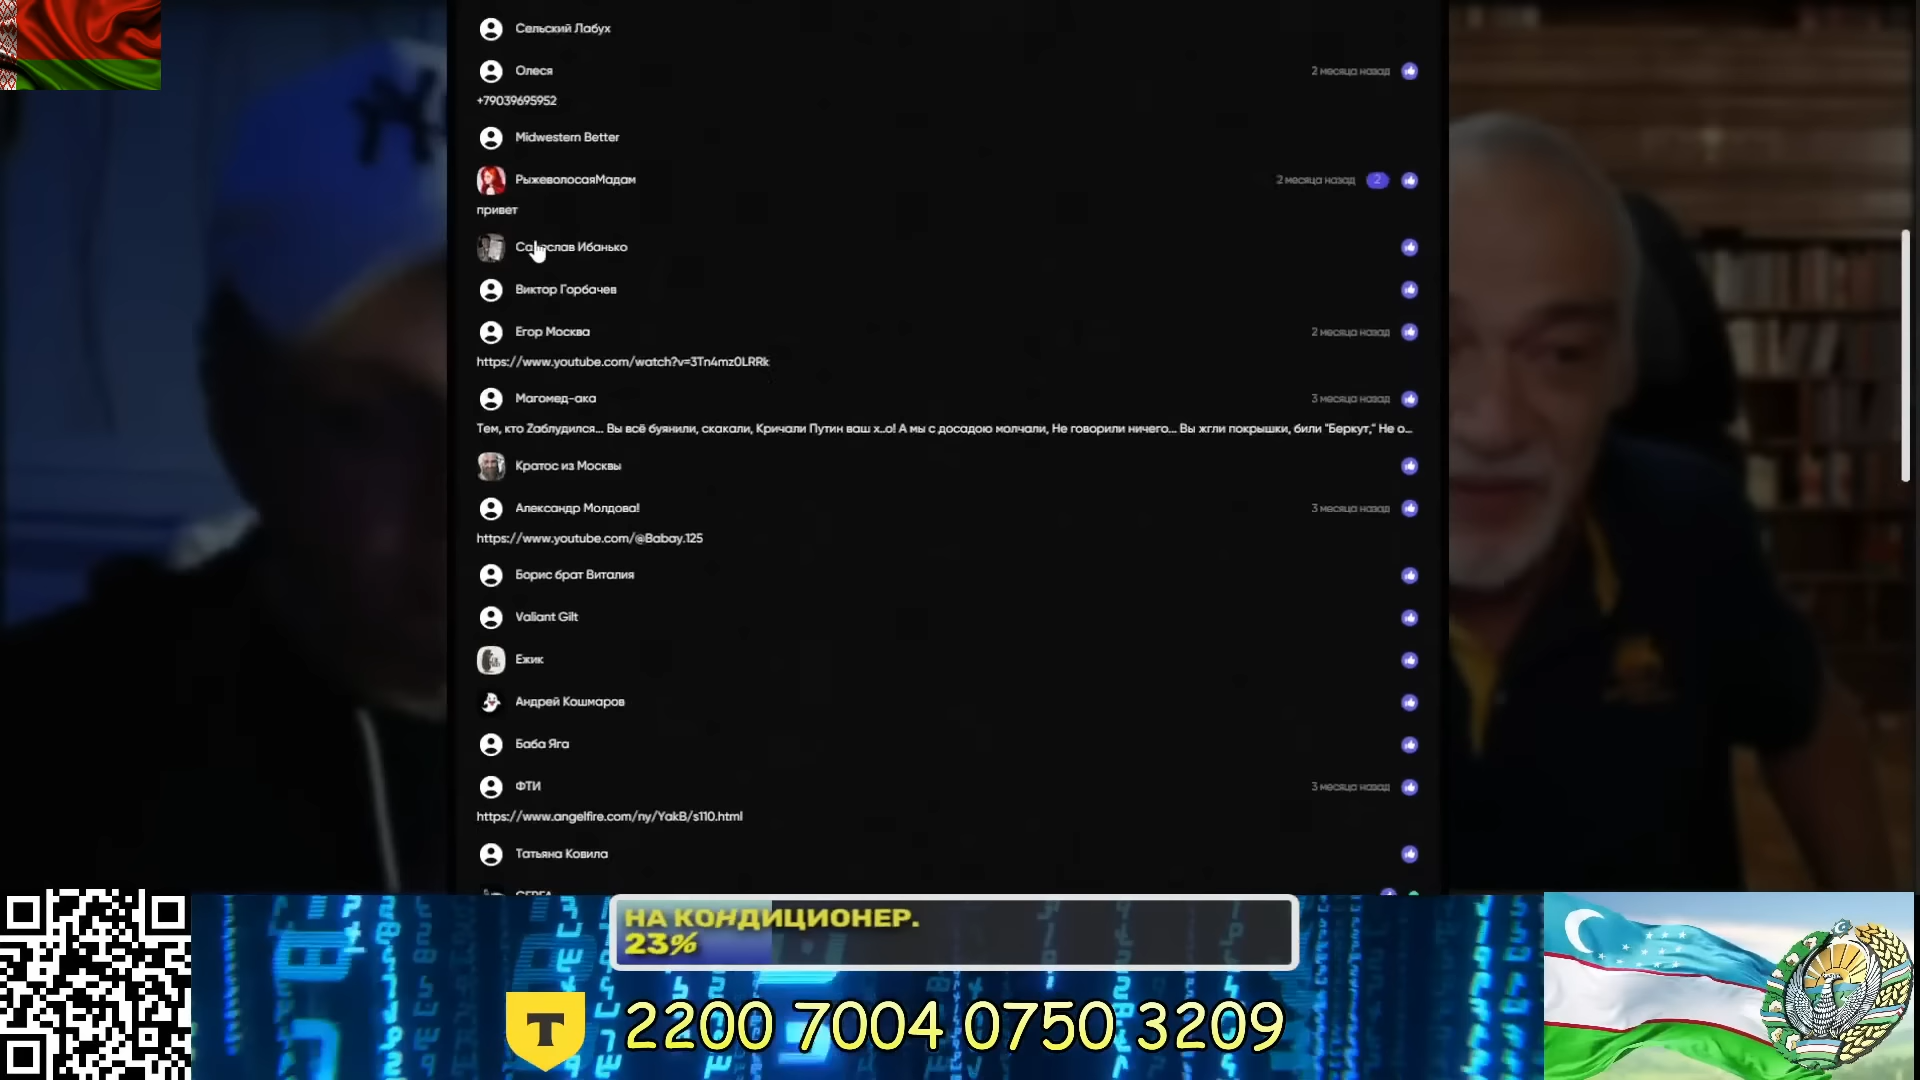 Сельский Лабух
Олеся
2 месяца назад
+79039695952
Midwestern Better
РыжеволосаяМадам
2 месяца назад
2
привет
Ибанько
Виктор Горбачев
Егор Москва
2 месяца назад
https://www.youtube.com/watch?v=3Tn4mz0LRRk
Магомед-ака
3 месяца назад
Тем, кто Zаблудился... Вы всё буянили, скакали, Кричали Путин ваш х..о! А мы с досадою молчали, Не говорили ничего... Вы жгли покрышки, били "Беркут," Не о...
Кратос из Москвы
Александр Молдова!
3 месяца назад
https://www.youtube.com/@Babay.125
Борис брат Виталия
Valiant Gilt
Ежик
Андрей Кошмаров
Баба Яга
ФТИ
3 месяца назад
https://www.angelfire.com/ny/YakB/s110.html
Татьяна Ковила
НА КОНДИЦИОНЕР.
23%
Т
2200 7004 0750 3209